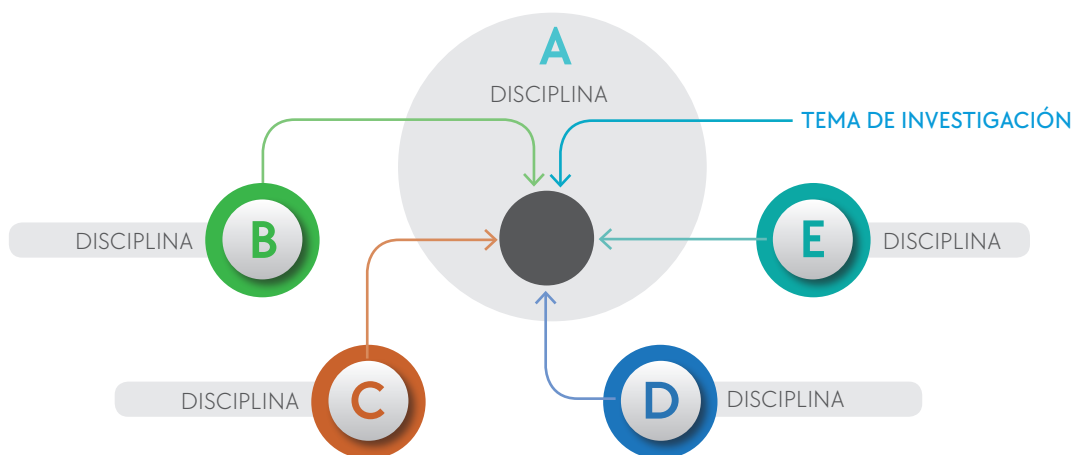 A
DISCIPLINA
TEMA DE INVESTIGACIÓN
DISCIPLINA
B
E
DISCIPLINA
DISCIPLINA
C
D
DISCIPLINA